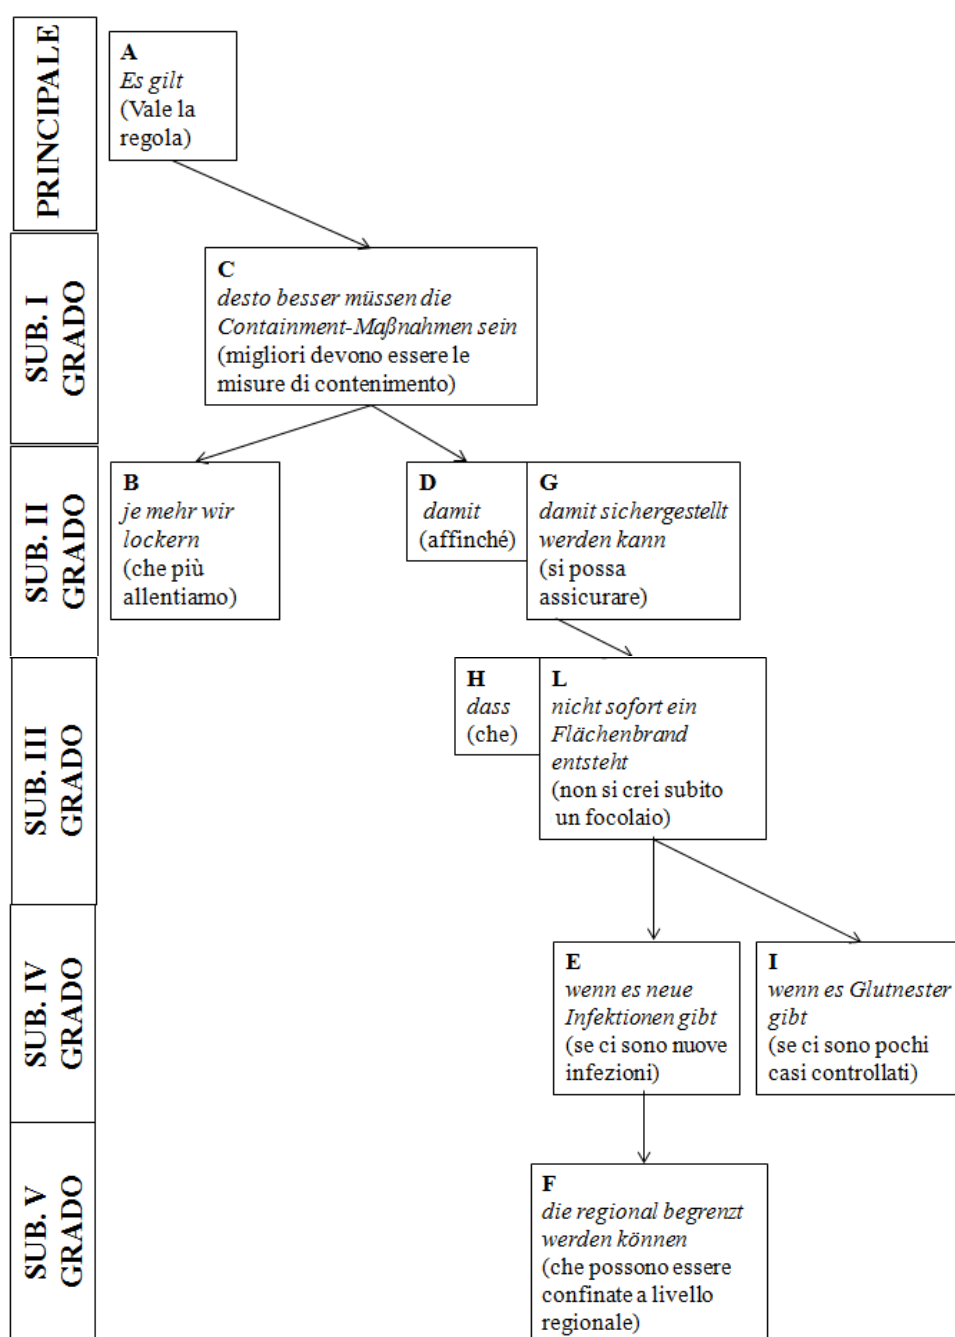 PRINCIPALE
A
Es gilt
(Vale la
regola)
SUB. I
GRADO
C
desto besser müssen die
Containment-Maßnahmen sein
(migliori devono essere le
misure di contenimento)
SUB. II
GRADO
B
je mehr wir
lockern
(che più
allentiamo)
D
damit
(affinché)
G
damit sichergestellt
werden kann
(si possa
assicurare)
SUB. III
GRADO
H
dass
(che)
L
nicht sofort ein
Flächenbrand
entsteht
(non si crei subito
un focolaio)
SUB. IV
GRADO
E
wenn es neue
Infektionen gibt
(se ci sono nuove
infezioni)
I
wenn es Glutnester
gibt
(se ci sono pochi
casi controllati)
SUB. V
GRADO
F
die regional begrenzt
werden können
(che possono essere
confinate a livello
regionale)